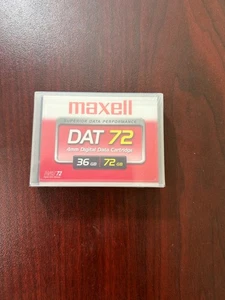 maxell
SUPERIOR DATA PERFORMANCE
DAT 72
4mm Digital Data Cartridge
36 GB 72 GB